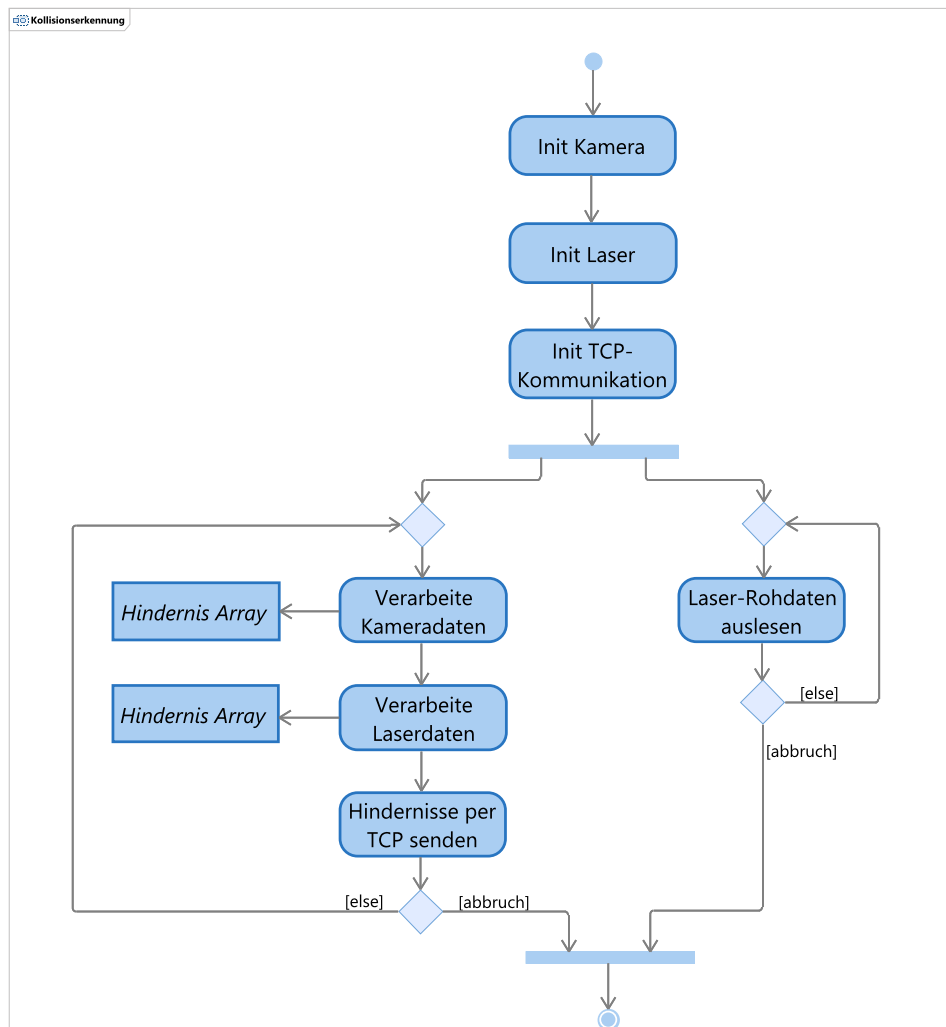 Kollisionserkennung
Init Kamera
Init Laser
Init TCP-
Kommunikation
Hindernis Array
Verarbeite
Kameradaten
Laser-Rohdaten
auslesen
Hindernis Array
Verarbeite
Laserdaten
[else]
[abbruch]
Hindernisse per
TCP senden
[else]
[abbruch]